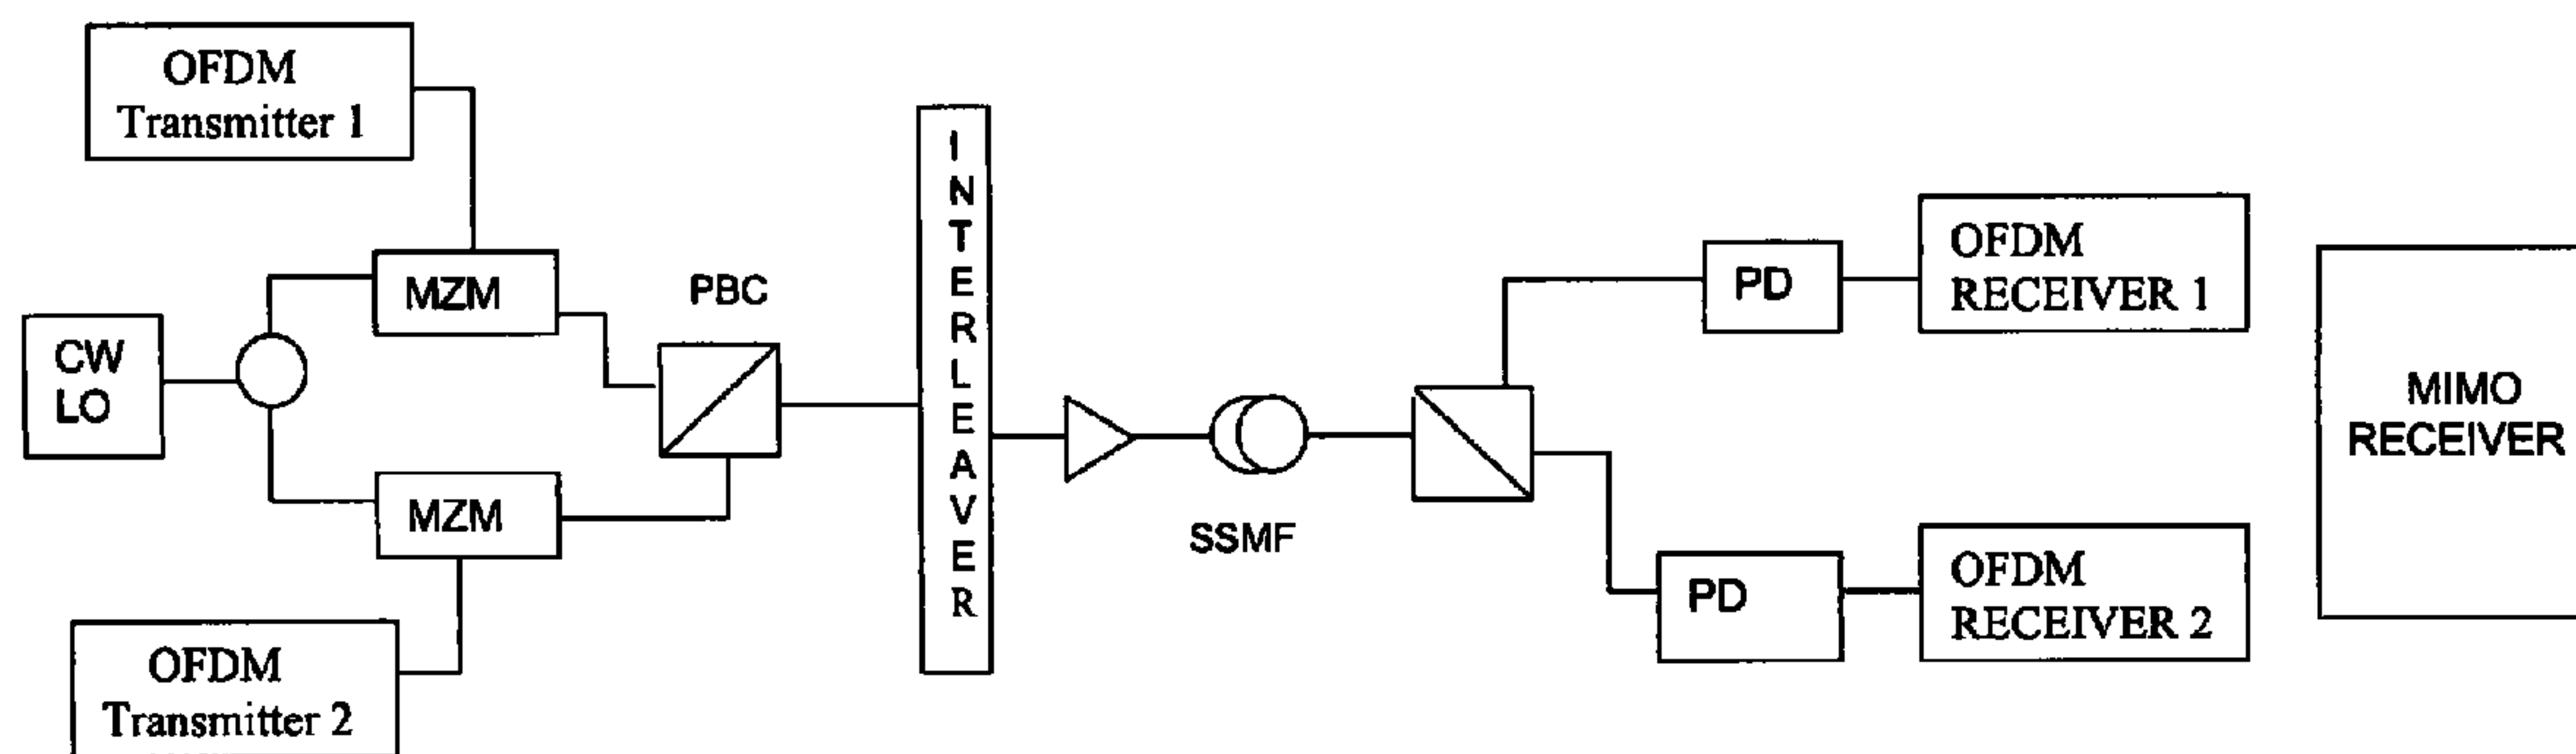 OFDM
Transmitter 1
CW
LO
MZM
MZM
PBC
OFDM
Transmitter 2
INTERLEAVER
SSMF
PD
OFDM
RECEIVER 1
PD
OFDM
RECEIVER 2
MIMO
RECEIVER